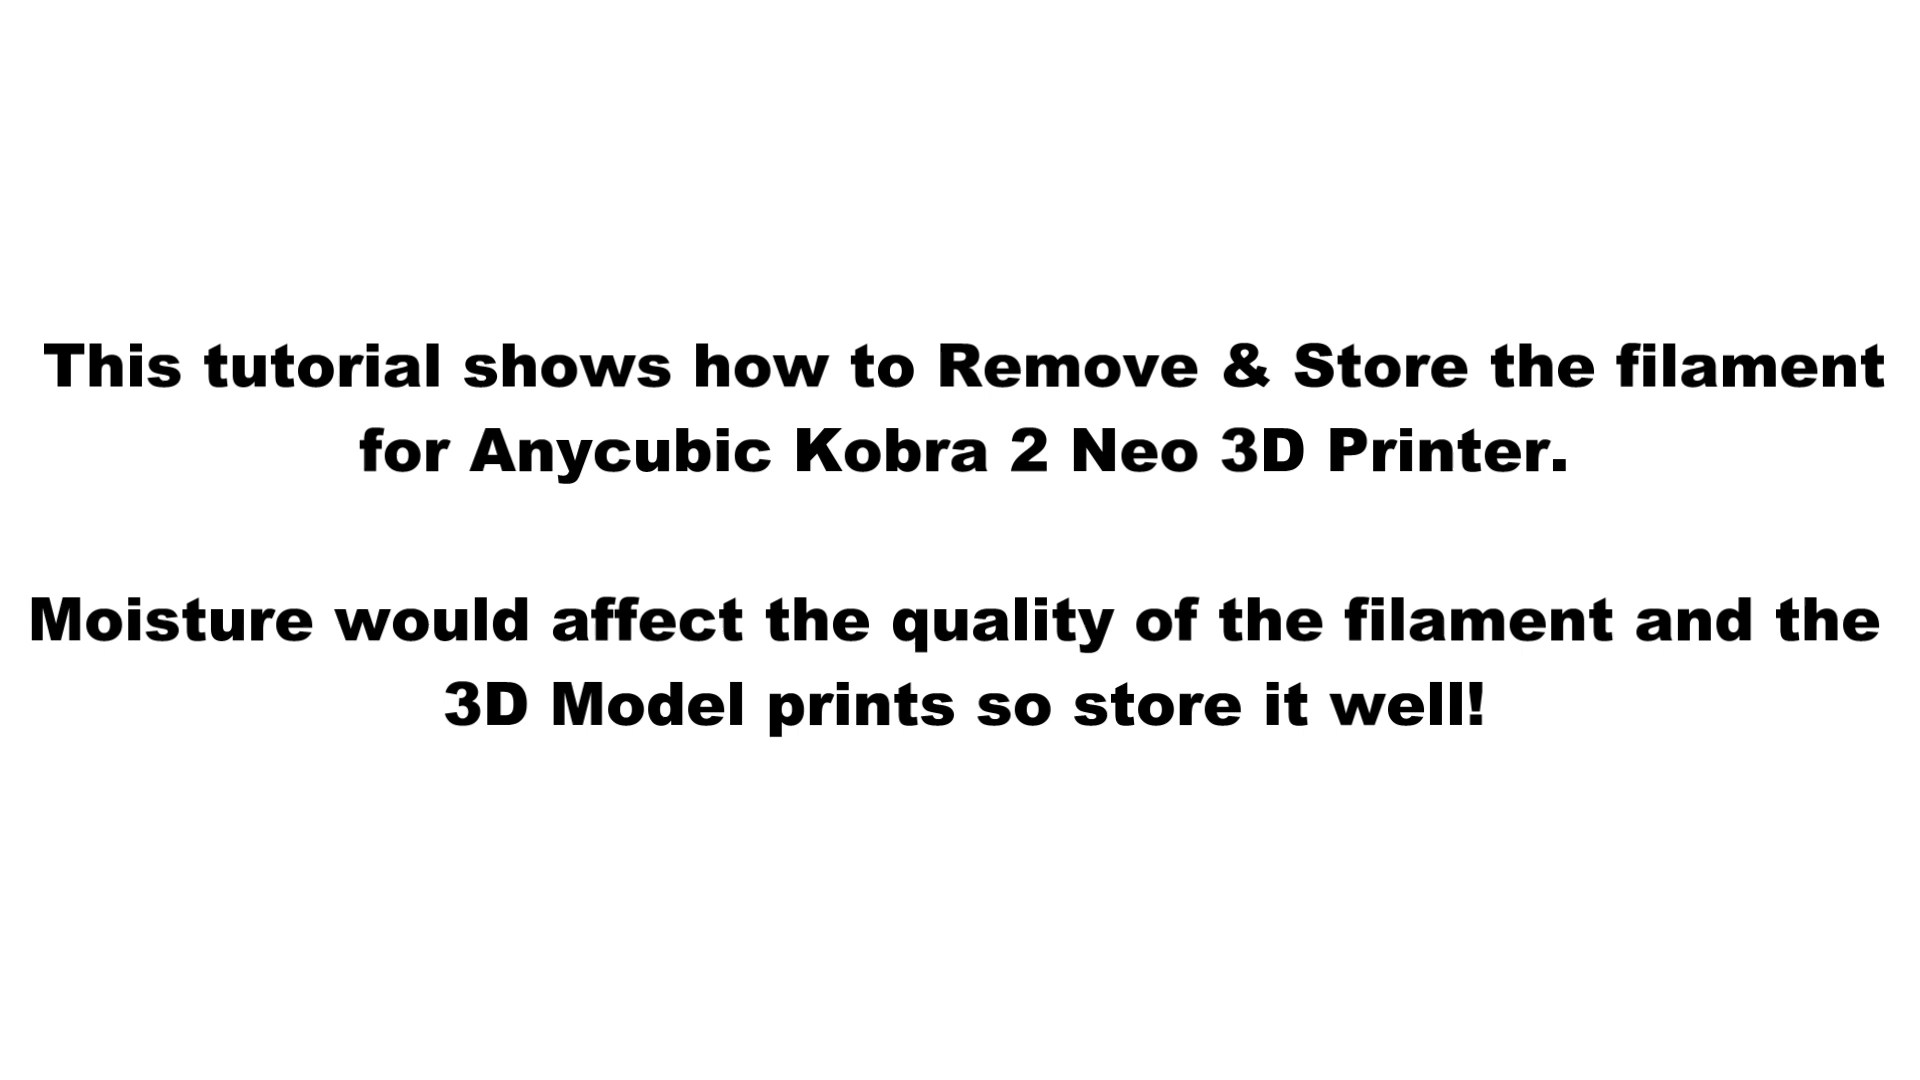 This tutorial shows how to Remove & Store the filament
for Anycubic Kobra 2 Neo 3D Printer.
Moisture would affect the quality of the filament and the
3D Model prints so store it well!